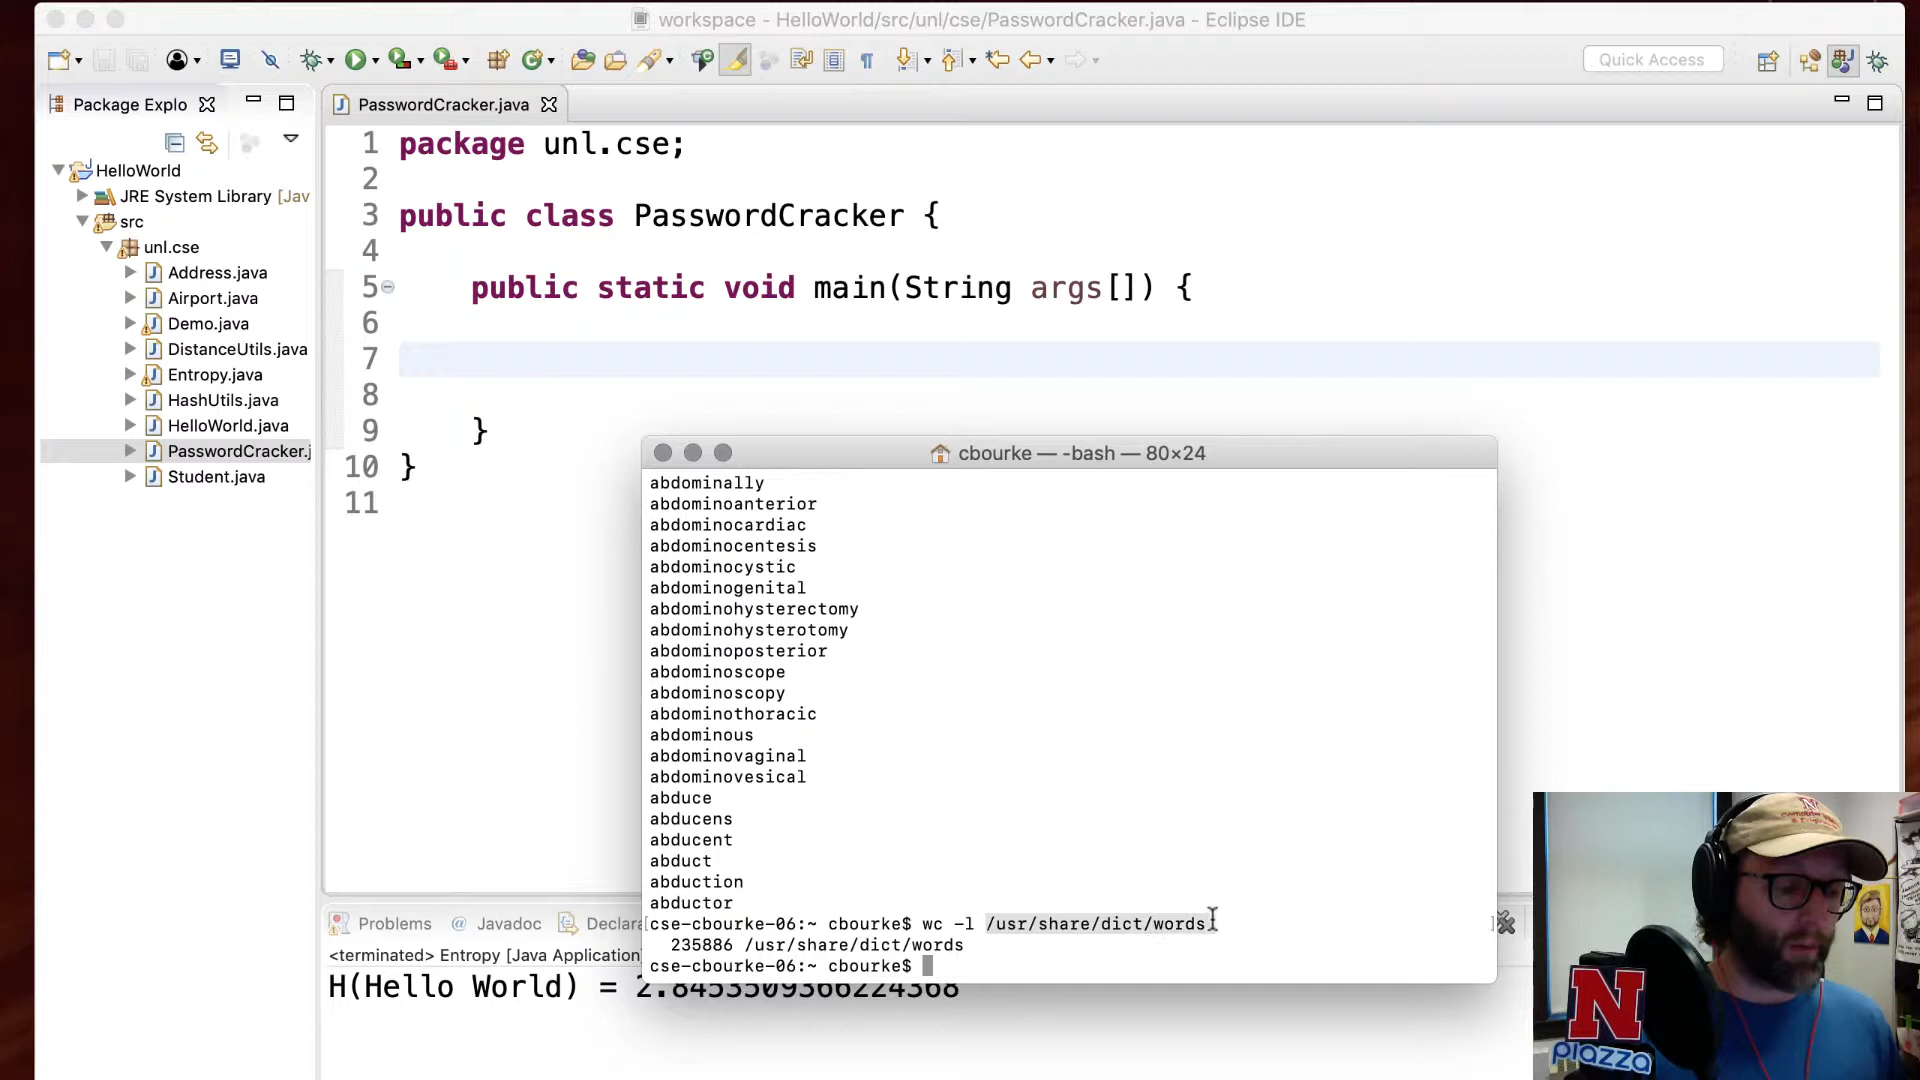 workspace - HelloWorld/src/unl/cse/PasswordCracker.java - Eclipse IDE
Quick Access
Package Explo
PasswordCracker.java
HelloWorld
JRE System Library [Jav
src
unl.cse
Address.java
Airport.java
Demo.java
DistanceUtils.java
Entropy.java
HashUtils.java
HelloWorld.java
PasswordCracker.j
Student.java
1 package unl.cse;
2
3 public class PasswordCracker {
4
5 public static void main(String args[]) {
6
7
8
9 }
10 }
11
cbourke — -bash — 80×24
abdominally
abdominoanterior
abdominocardiac
abdominocentesis
abdominocystic
abdominogenital
abdominohysterectomy
abdominohysterotomy
abdominoposterior
abdominoscope
abdominoscopy
abdominothoracic
abdominous
abdominovaginal
abdominovesical
abduce
abducens
abducent
abduct
abduction
abductor
[cse-cbourke-06:~ cbourke$ wc -l /usr/share/dict/words ]
235886 /usr/share/dict/words
cse-cbourke-06:~ cbourke$
Problems @ Javadoc Declara
<terminated> Entropy [Java Application
H(Hello World) = 2.8453509366224368
N
piazza